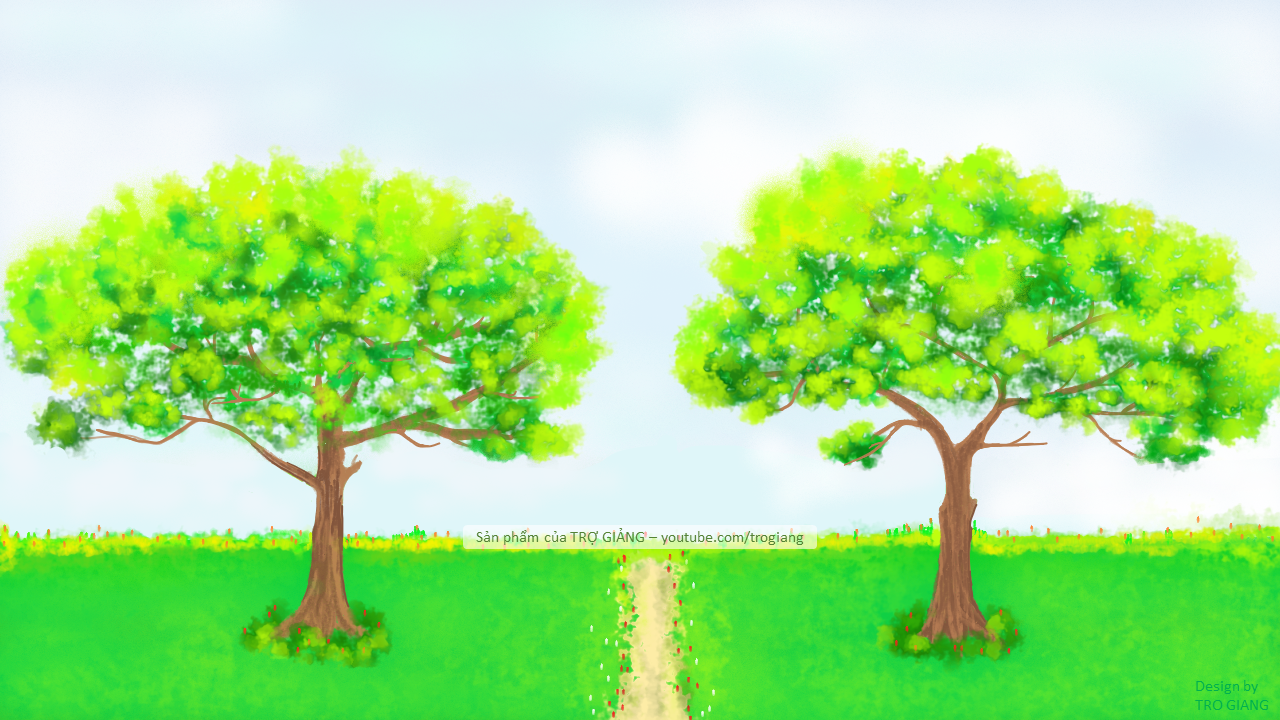 Sản phẩm của TRỢ GIẢNG – youtube.com/trogiang
Design by
TRO GIANG